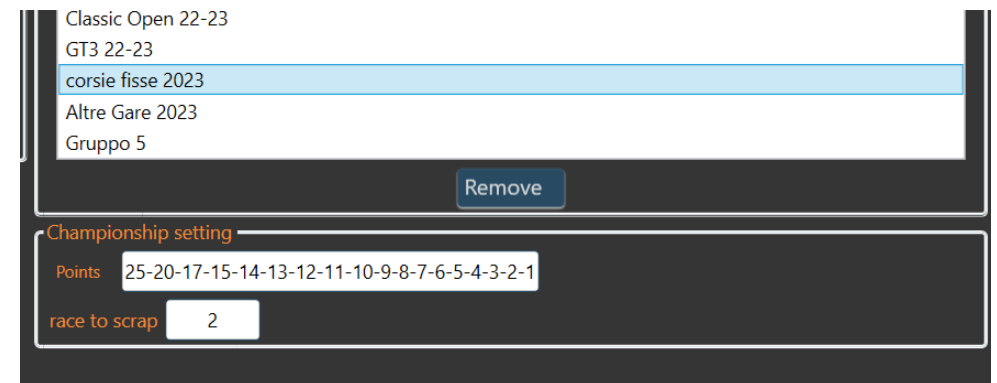 Classic Open 22-23
GT3 22-23
corsie fisse 2023
Altre Gare 2023
Gruppo 5
Remove
Championship setting
Points 25-20-17-15-14-13-12-11-10-9-8-7-6-5-4-3-2-1
race to scrap 2